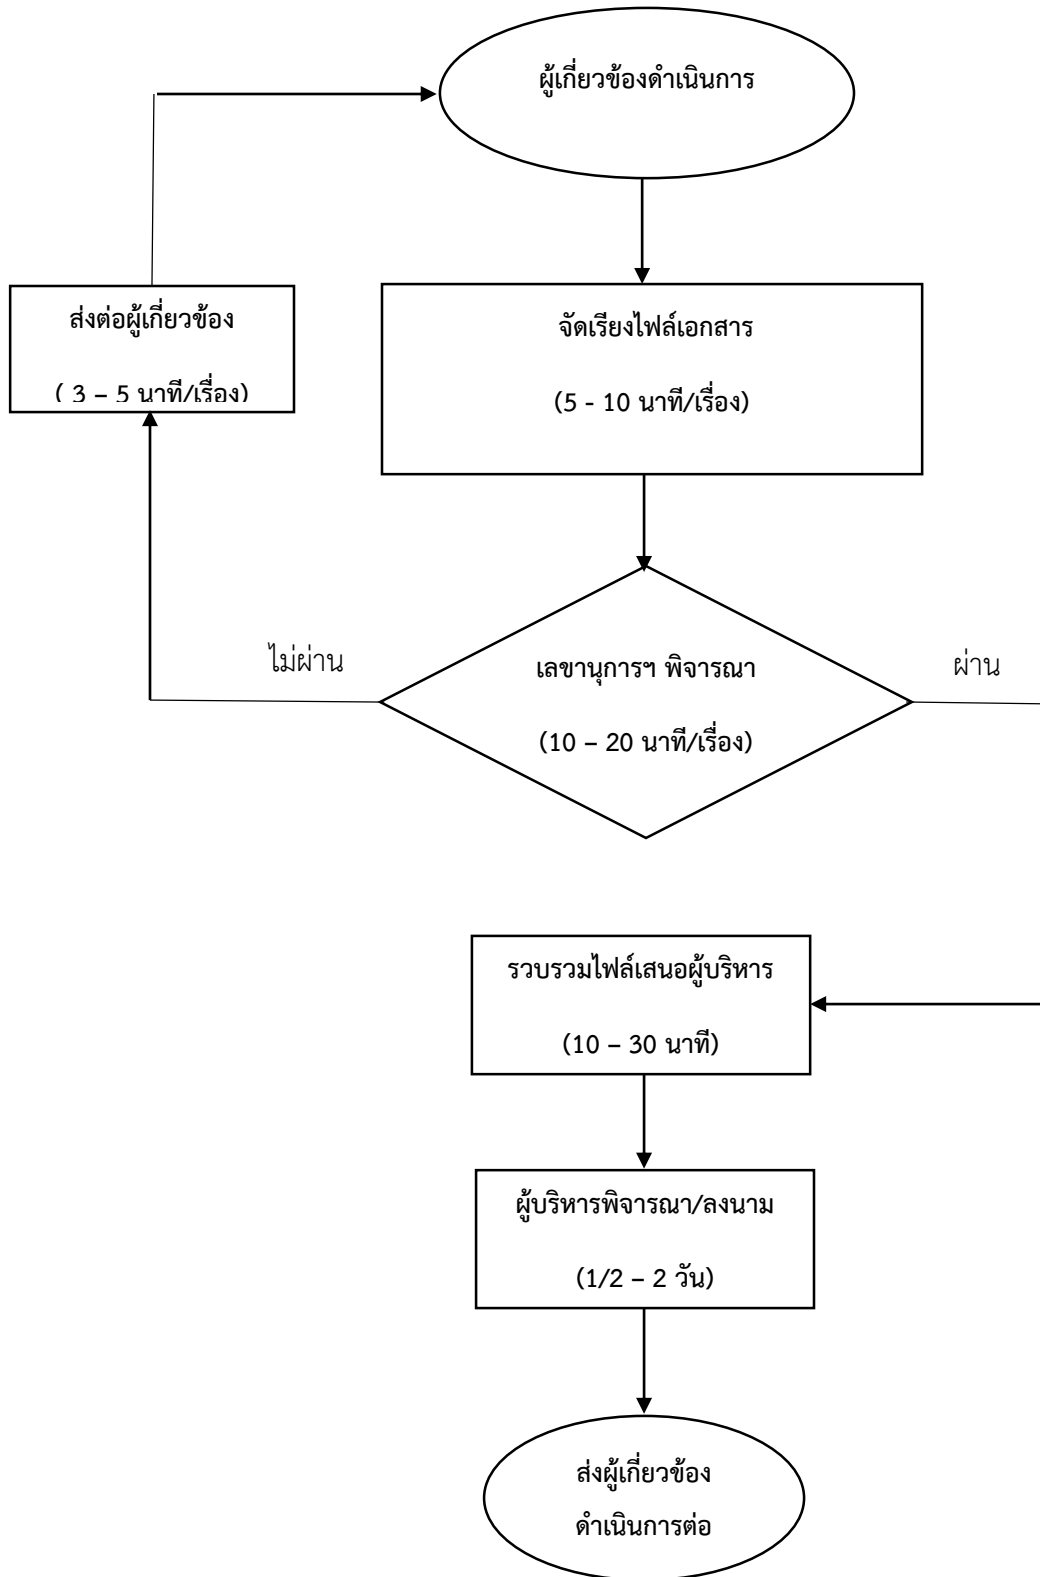 ผู้เกี่ยวข้องดำเนินการ
ส่งต่อผู้เกี่ยวข้อง
( 3 – 5 นาที/เรื่อง)
จัดเรียงไฟล์เอกสาร
(5 - 10 นาที/เรื่อง)
ไม่ผ่าน
เลขานุการฯ พิจารณา
(10 – 20 นาที/เรื่อง)
ผ่าน
รวบรวมไฟล์เสนอผู้บริหาร
(10 – 30 นาที)
ผู้บริหารพิจารณา/ลงนาม
(1/2 – 2 วัน)
ส่งผู้เกี่ยวข้อง
ดำเนินการต่อ